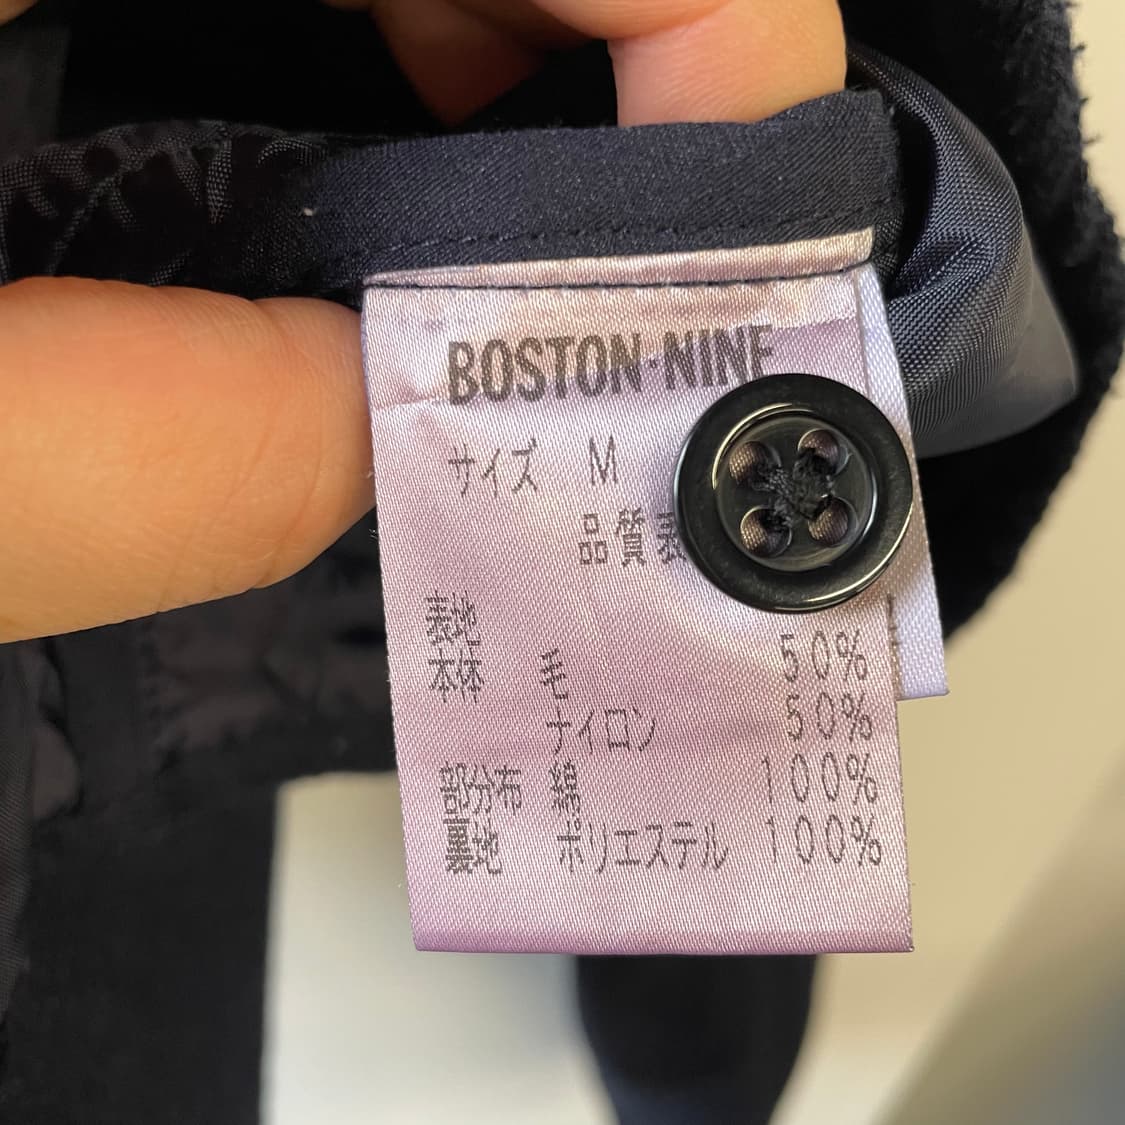 BOSTON·NINE
サイズ M
品質表
表地
本体 毛 50%
ナイロン 50%
部分布 綿 100%
裏地 ポリエステル 100%